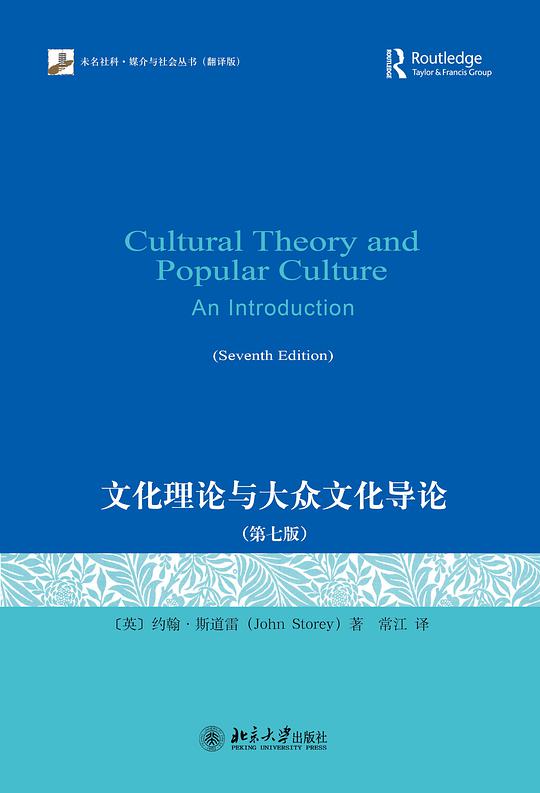 未名社科·媒介与社会丛书（翻译版）
ROUTLEDGE
Routledge
Taylor & Francis Group
Cultural Theory and
Popular Culture
An Introduction
(Seventh Edition)
文化理论与大众文化导论
（第七版）
〔英〕约翰·斯道雷（John Storey）著 常江 译
北京大学出版社
PEKING UNIVERSITY PRESS